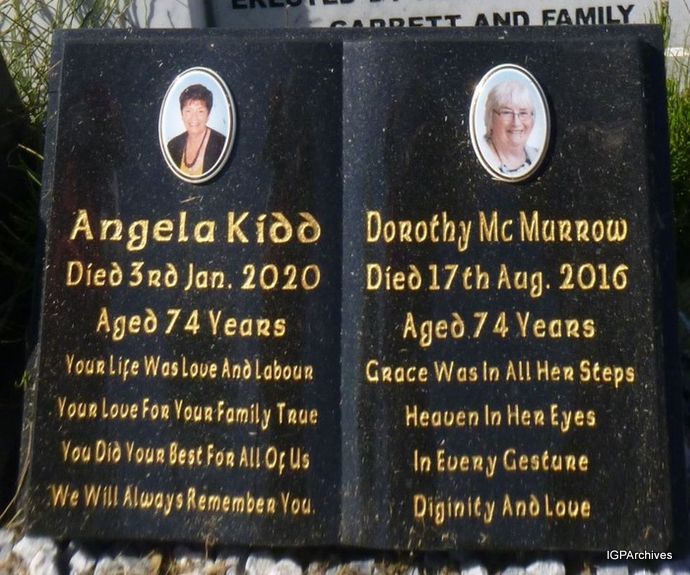 ERECTED
GARRETT AND FAMILY
Angela Kidd
Died 3rd Jan. 2020
Aged 74 Years
Your Life Was Love And Labour
Your Love For Your Family True
You Did Your Best For All Of Us
We Will Always Remember You.
Dorothy Mc Murrow
Died 17th Aug. 2016
Aged 74 Years
Grace Was In All Her Steps
Heaven In Her Eyes
In Every Gesture
Diginity And Love
IGPArchives